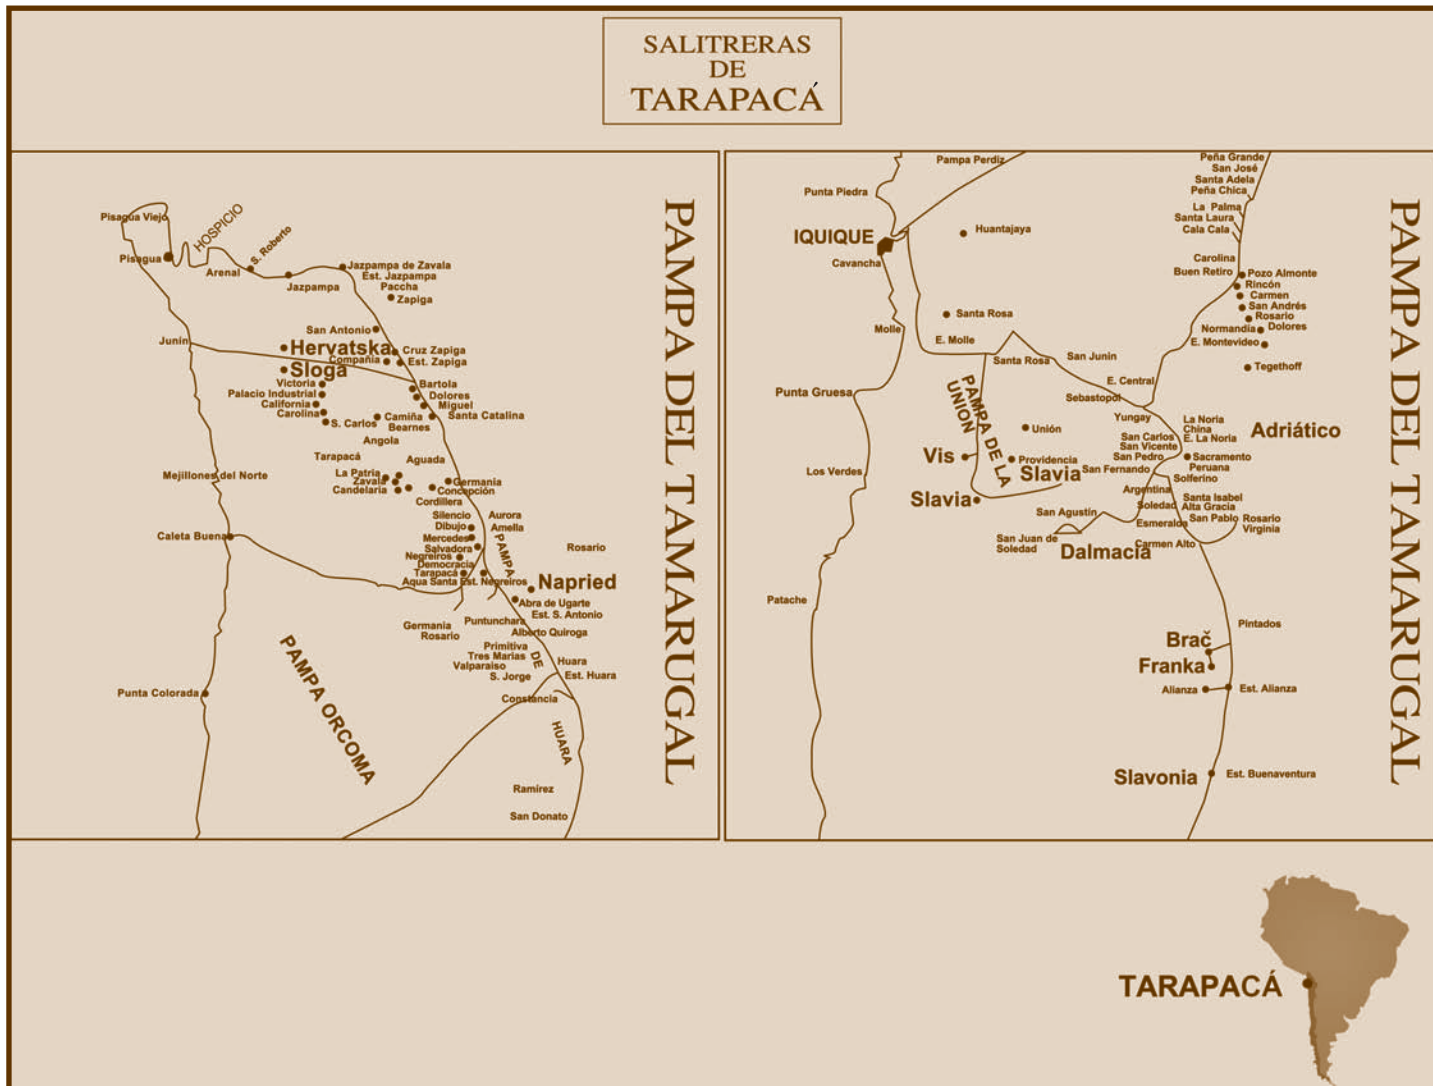 SALITRERAS
DE
TARAPACÁ
PAMPA DEL TAMARUGAL
Pisagua Viejo
HOSPICIO
S. Roberto
Pisagua
Arenal
Jazpampa
Jazpampa de Zavala
Est. Jazpampa
Paccha
Zapiga
San Antonio
Junín
Hervatska
Cruz Zapiga
Compañia
Est. Zapiga
Sloga
Victoria
Palacio Industrial
California
Carolina
S. Carlos
Bartola
Dolores
Miguel
Santa Catalina
Camiña
Bearnes
Angola
Tarapacá
Aguada
Mejillones del Norte
La Patria
Zavala
Candelaria
Germania
Concepción
Cordillera
Silencio
Aurora
Dibujo
Amella
Mercedes
Salvadora
Negreiros
Democracia
Tarapacá
Aqua Santa
Est. Negreiros
Caleta Buena
PAMPA
DE
HUARA
Rosario
Napried
Abra de Ugarte
Est. S. Antonio
Puntunchara
Alberto Quiroga
Germania
Rosario
Primitiva
Tres Marias
Valparaiso
S. Jorge
Huara
Est. Huara
Constancia
Punta Colorada
PAMPA ORCOMA
Ramírez
San Donato
PAMPA DEL TAMARUGAL
Pampa Perdiz
Punta Piedra
IQUIQUE
Cavancha
Huantajaya
Santa Rosa
Molle
E. Molle
Santa Rosa
San Junin
Punta Gruesa
E. Central
Sebastopol
PAMPA DE LA
UNION
Peña Grande
San José
Santa Adela
Peña Chica
La Palma
Santa Laura
Cala Cala
Carolina
Buen Retiro
Pozo Almonte
Rincón
Carmen
San Andrés
Rosario
Normandía
Dolores
E. Montevideo
Tegethoff
Yungay
La Noria
China
E. La Noria
Adriático
San Carlos
San Vicente
San Pedro
Sacramento
Peruana
San Fernando
Solferino
Unión
Vis
Providencia
Slavia
Slavia
Los Verdes
Argentina
Santa Isabel
Soledad
Alta Gracia
San Pablo
Rosario
Virginia
San Agustín
Esmeralda
San Juan de
Soledad
Dalmacia
Carmen Alto
Patache
Pintados
Brač
Franka
Alianza
Est. Alianza
Slavonia
Est. Buenaventura
TARAPACÁ